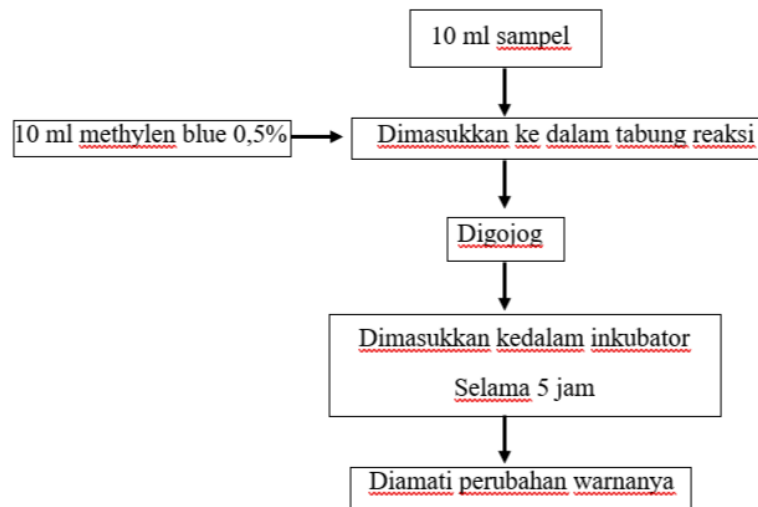 10 ml sampel
10 ml methylen blue 0,5%
Dimasukkan ke dalam tabung reaksi
Digojog
Dimasukkan kedalam inkubator
Selama 5 jam
Diamati perubahan warnanya